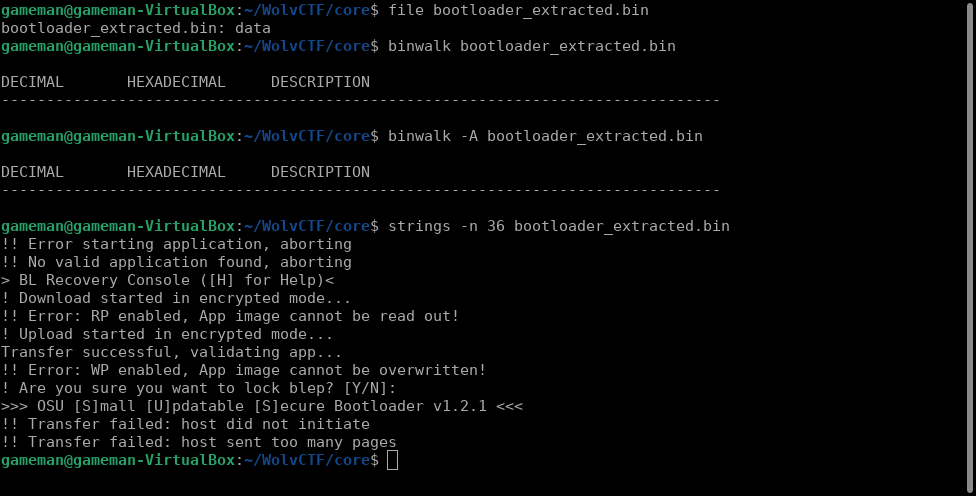 gameman@gameman-VirtualBox:~/WolvCTF/core$ file bootloader_extracted.bin
bootloader_extracted.bin: data
gameman@gameman-VirtualBox:~/WolvCTF/core$ binwalk bootloader_extracted.bin
DECIMAL       HEXADECIMAL     DESCRIPTION
--------------------------------------------------------------------------------
gameman@gameman-VirtualBox:~/WolvCTF/core$ binwalk -A bootloader_extracted.bin
DECIMAL       HEXADECIMAL     DESCRIPTION
--------------------------------------------------------------------------------
gameman@gameman-VirtualBox:~/WolvCTF/core$ strings -n 36 bootloader_extracted.bin
!! Error starting application, aborting
!! No valid application found, aborting
> BL Recovery Console ([H] for Help)<
! Download started in encrypted mode...
!! Error: RP enabled, App image cannot be read out!
! Upload started in encrypted mode...
Transfer successful, validating app...
!! Error: WP enabled, App image cannot be overwritten!
! Are you sure you want to lock blep? [Y/N]:
>>> OSU [S]mall [U]pdatable [S]ecure Bootloader v1.2.1 <<<
!! Transfer failed: host did not initiate
!! Transfer failed: host sent too many pages
gameman@gameman-VirtualBox:~/WolvCTF/core$